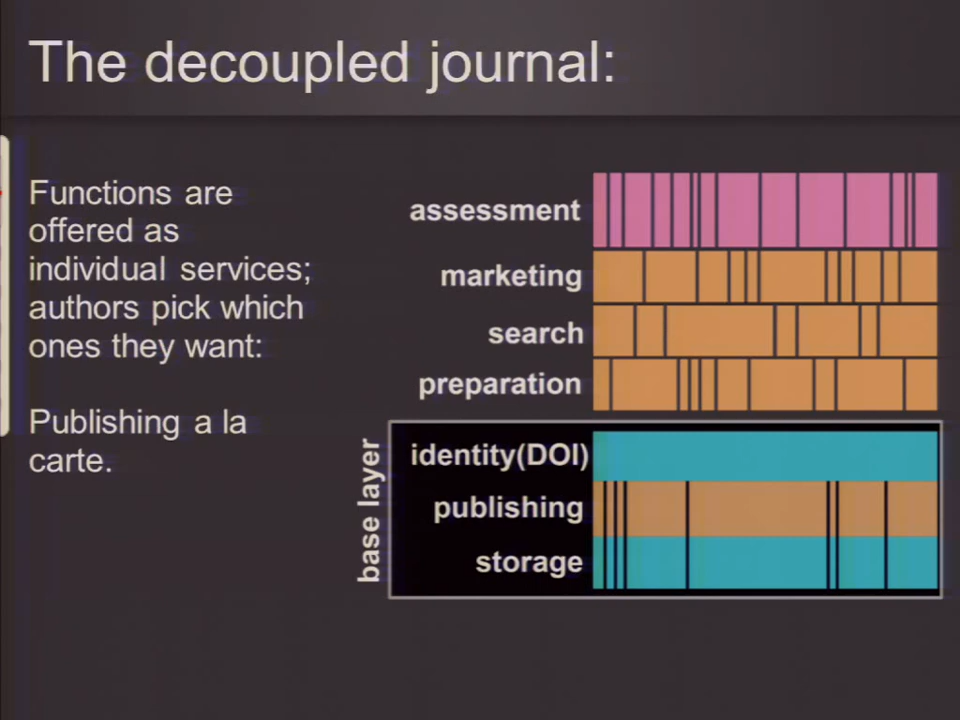 The decoupled journal:
Functions are
offered as
individual services;
authors pick which
ones they want:
Publishing a la
carte.
assessment
marketing
search
preparation
base layer
identity(DOI)
publishing
storage